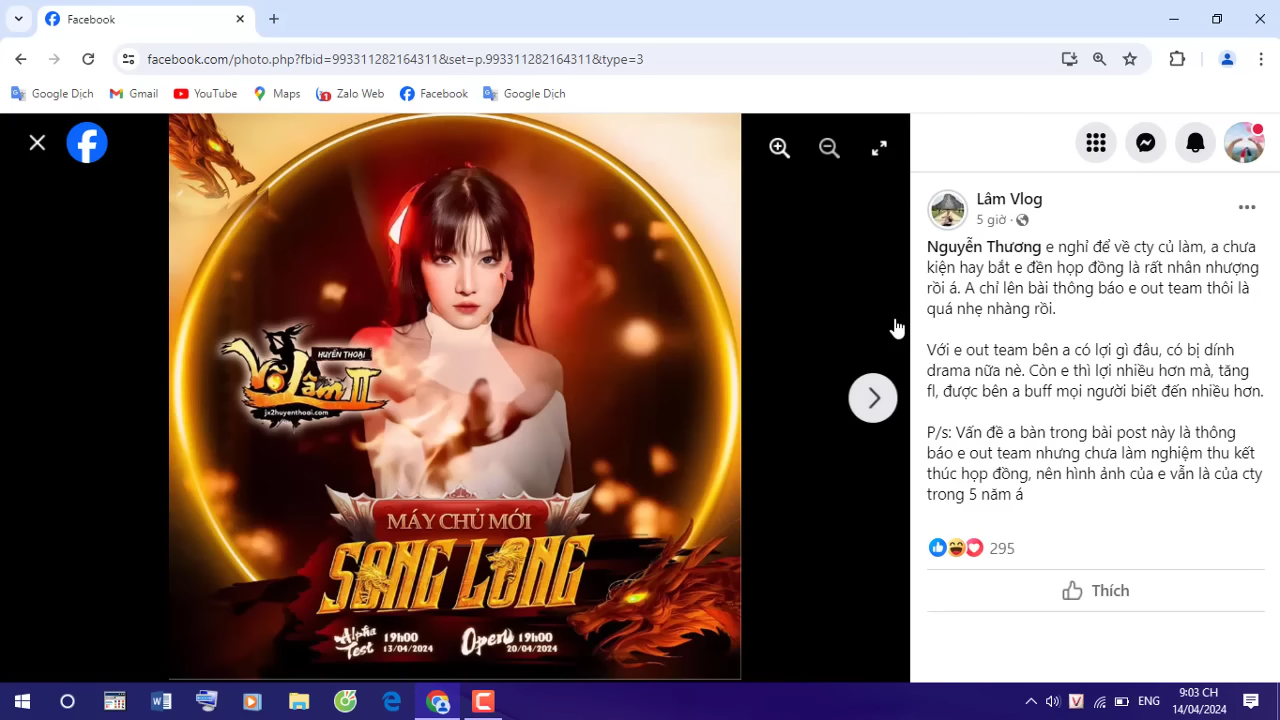 Facebook
facebook.com/photo.php?fbid=993311282164311&set=p.993311282164311&type=3
Google Dịch
Gmail
YouTube
Maps
Zalo Web
Facebook
Google Dịch
HUYỀN THOẠI
Võ Lâm II
jx2huyenthoai.com
MÁY CHỦ MỚI
SONG LONG
Alpha Test 19h00 13/04/2024
Open 19h00 20/04/2024
Lâm Vlog
5 giờ ·
Nguyễn Thương e nghỉ để về cty củ làm, a chưa
kiện hay bắt e đền họp đồng là rất nhân nhượng
rồi á. A chỉ lên bài thông báo e out team thôi là
quá nhẹ nhàng rồi.
Với e out team bên a có lợi gì đâu, có bị dính
drama nữa nè. Còn e thì lợi nhiều hơn mà, tăng
fl, được bên a buff mọi người biết đến nhiều hơn.
P/s: Vấn đề a bàn trong bài post này là thông
báo e out team nhưng chưa làm nghiệm thu kết
thúc họp đồng, nên hình ảnh của e vẫn là của cty
trong 5 năm á
295
Thích
ENG
9:03 CH
14/04/2024